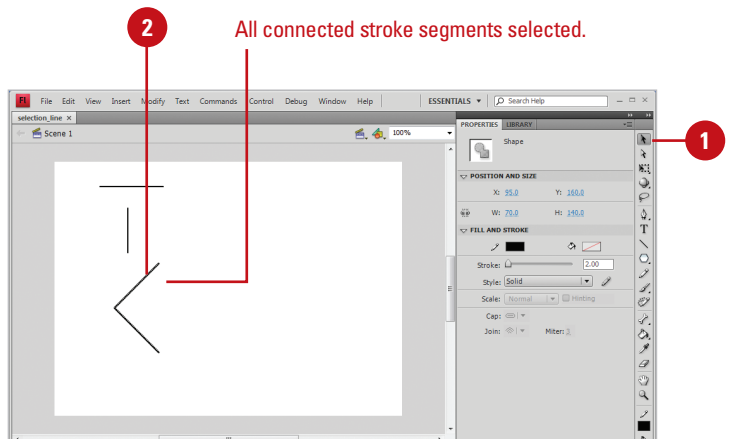 2
All connected stroke segments selected.
FL File Edit View Insert Modify Text Commands Control Debug Window Help ESSENTIALS Search Help
selection_line ×
Scene 1 100%
PROPERTIES LIBRARY
1
Shape
POSITION AND SIZE
X: 95.0 Y: 160.0
W: 70.0 H: 140.0
FILL AND STROKE
Stroke: 2.00
Style: Solid
Scale: Normal Hinting
Cap:
Join: Miter: 3
T